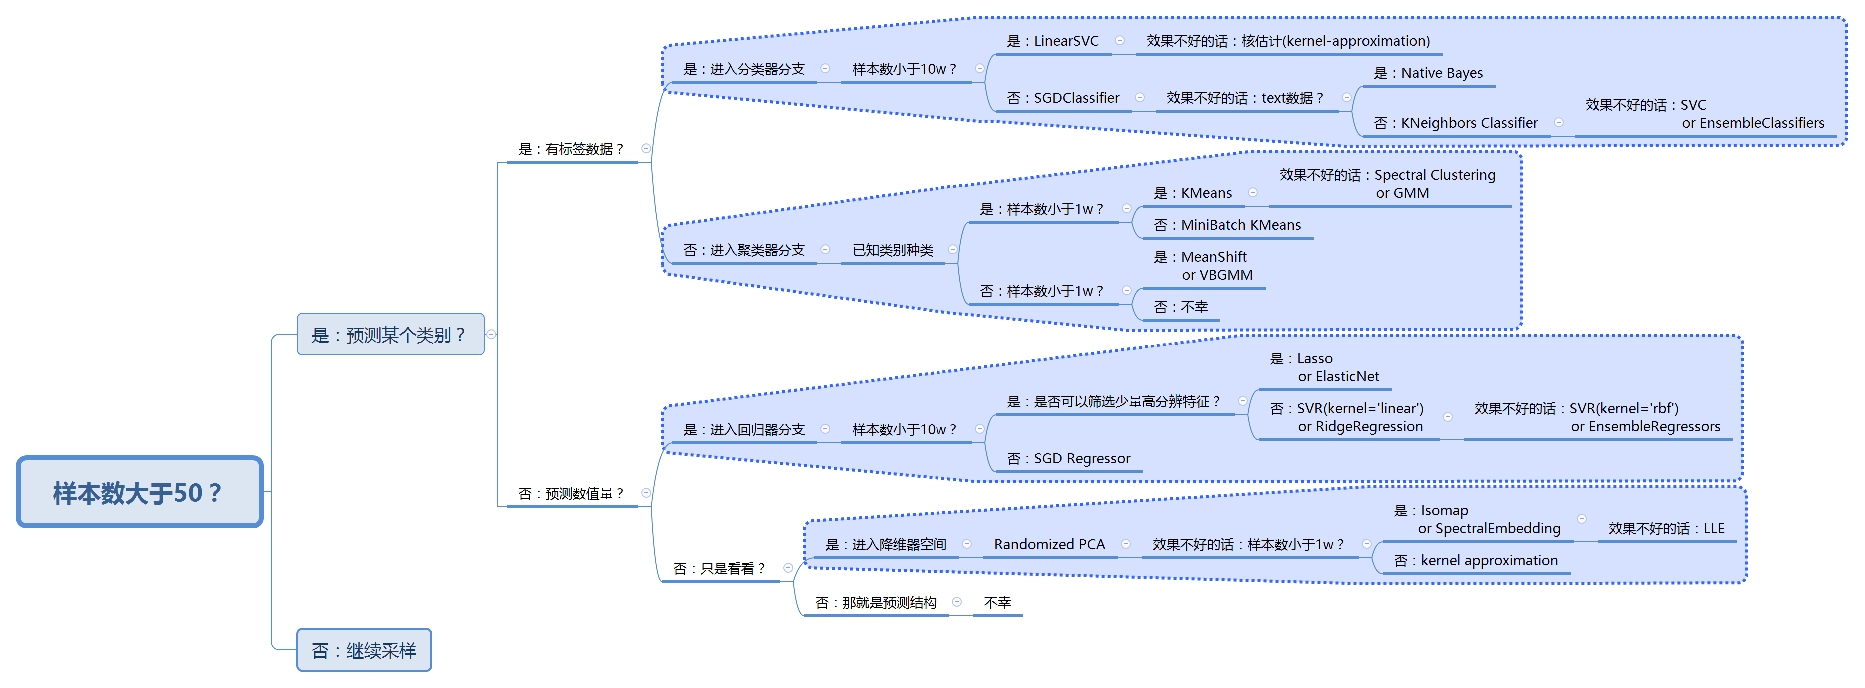 样本数大于50？
是：预测某个类别？
是：有标签数据？
是：进入分类器分支
样本数小于10w？
是：LinearSVC
效果不好的话：核估计(kernel-approximation)
否：SGDClassifier
效果不好的话：text数据？
是：Native Bayes
否：KNeighbors Classifier
效果不好的话：SVC
or EnsembleClassifiers
否：进入聚类器分支
已知类别种类
是：样本数小于1w？
是：KMeans
效果不好的话：Spectral Clustering
or GMM
否：MiniBatch KMeans
否：样本数小于1w？
是：MeanShift
or VBGMM
否：不幸
否：预测数值量？
是：进入回归器分支
样本数小于10w？
是：是否可以筛选少量高分辨特征？
是：Lasso
or ElasticNet
否：SVR(kernel='linear')
or RidgeRegression
效果不好的话：SVR(kernel='rbf')
or EnsembleRegressors
否：SGD Regressor
否：只是看看？
是：进入降维器空间
Randomized PCA
效果不好的话：样本数小于1w？
是：Isomap
or SpectralEmbedding
效果不好的话：LLE
否：kernel approximation
否：那就是预测结构
不幸
否：继续采样